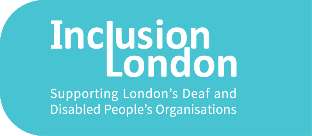 Inclusion
London
Supporting London's Deaf and
Disabled People's Organisations